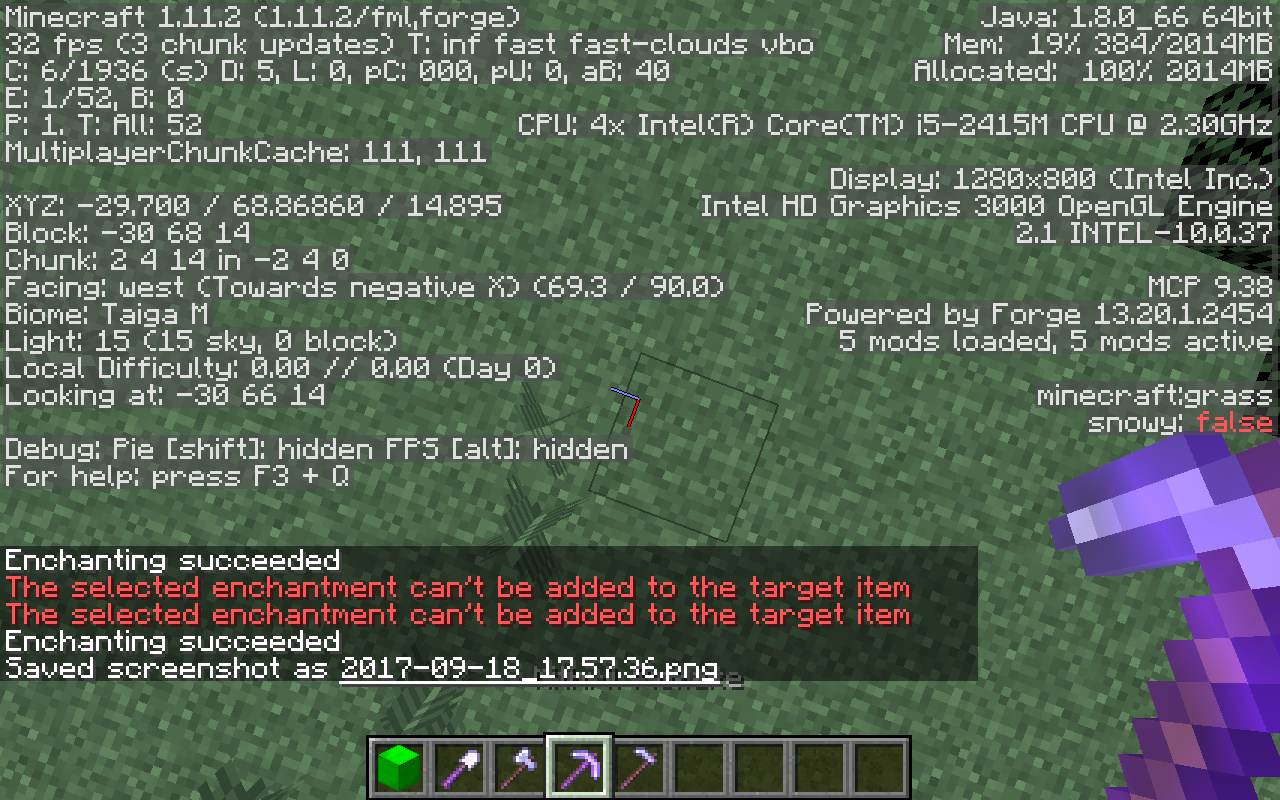 Minecraft 1.11.2 (1.11.2/fml,forge)
32 fps (3 chunk updates) T: inf fast fast-clouds vbo
C: 6/1936 (s) D: 5, L: 0, pC: 000, pU: 0, aB: 40
E: 1/52, B: 0
P: 1. T: All: 52
MultiplayerChunkCache: 111, 111
XYZ: -29.700 / 68.86860 / 14.895
Block: -30 68 14
Chunk: 2 4 14 in -2 4 0
Facing: west (Towards negative X) (69.3 / 90.0)
Biome: Taiga M
Light: 15 (15 sky, 0 block)
Local Difficulty: 0.00 // 0.00 (Day 0)
Looking at: -30 66 14
Debug: Pie [shift]: hidden FPS [alt]: hidden
For help: press F3 + Q
Java: 1.8.0_66 64bit
Mem: 19% 384/2014MB
Allocated: 100% 2014MB
CPU: 4x Intel(R) Core(TM) i5-2415M CPU @ 2.30GHz
Display: 1280x800 (Intel Inc.)
Intel HD Graphics 3000 OpenGL Engine
2.1 INTEL-10.0.37
MCP 9.38
Powered by Forge 13.20.1.2454
5 mods loaded, 5 mods active
minecraft:grass
snowy: false
Enchanting succeeded
The selected enchantment can't be added to the target item
The selected enchantment can't be added to the target item
Enchanting succeeded
Saved screenshot as 2017-09-18_17.57.36.png